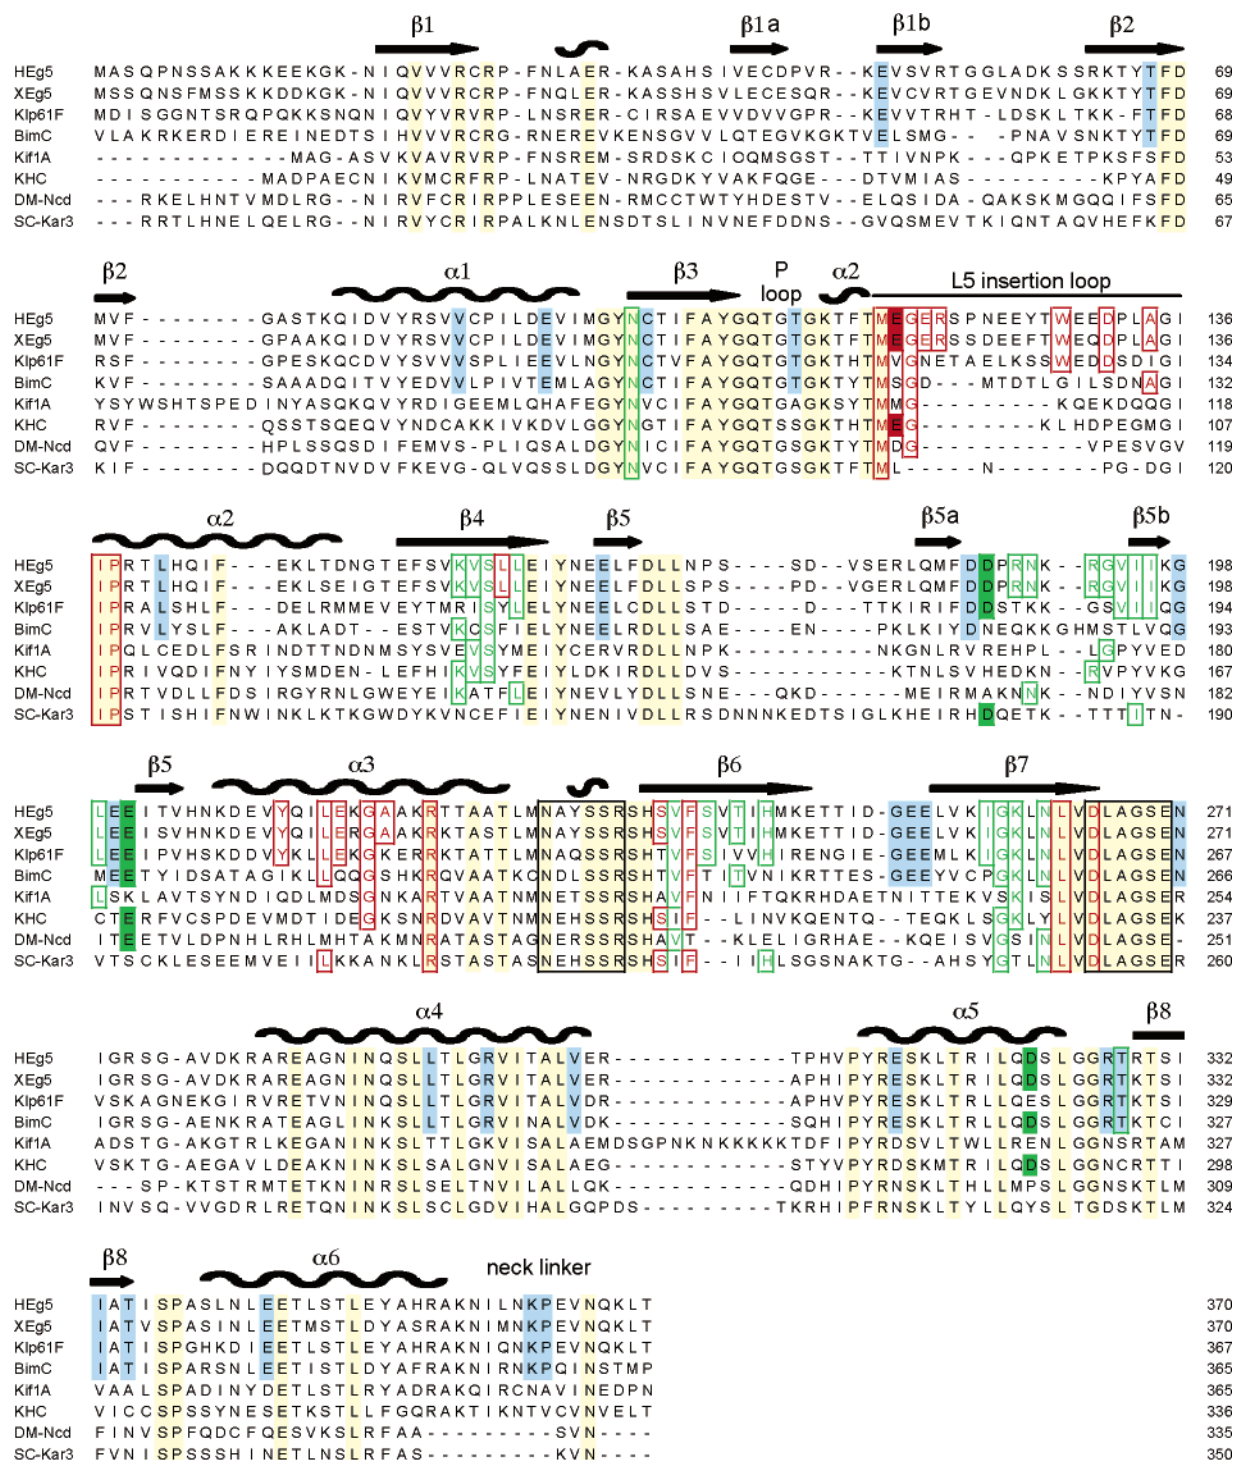 β1 β1a β1b β2
HEg5 MASQPNSSAKKKEEKGK-NIQVVVRCRP-FNLAER-KASAHSIVECDPVR--KEVSVRTGGLADKSSRKTYTFD 69
XEg5 MSSQNSFMSSKKDDKGK-NIQVVVRCRP-FNQLER-KASSHSVLECESQR--KEVCVRTGEVNDKLGKKTYTFD 69
Klp61F MDISGGNTSRQPQKKSNQNIQVYVRVRP-LNSRER-CIRSAEVVDVVGPR-KEVVTRHT-LDSKLTKK-FTFD 68
BimC VLAKRKERDIEREINEDTSIHVVVRCRG-RNEREVKENSGVVLQTEGVKGKTVELSMG--PNAVSNKTYTFD 69
Kif1A ------------MAG-ASVKVAVRVRP-FNSREM-SRDSKCIOQMSGST--TTIVNPK---QPKETPKSFSFD 53
KHC ------------MADPAECNIKVMCRFRPLNATEV-NRGDKYVAKFQGE---DTVMIAS-------KPYAFD 49
DM-Ncd ---RKELHNTVMDLRG--NIRVFCRIRPPLESEEN-RMCCTWTYHDESTV--ELQSIDA-QAKSKMGQQIFSFD 65
SC-Kar3 --RRTLHNELQELRG--NIRVYCRIRPALKNLENSDTSLINVNEFDDNS--GVQSMEVTKIQNTAQVHEFKFD 67
β2 α1 β3 P loop α2 L5 insertion loop
HEg5 MVF--------GASTKQIDVYRSVVCPILDEVIMGYNCTIFAYGQTGTGKTFTMEGERSPNEEYTWEEDPLAGI 136
XEg5 MVF--------GPESKQIDVYRSVVCPILDEVIMGYNCTIFAYGQTGTGKTFTMEGERSSDEEFTWEQDPLAGI 136
Klp61F RSF--------GPESKQCDVYSVVVSPLIEEVLNGYNCTVFAYGQTGTGKTHTMVGNETAELKSSWEDDSDIGI 134
BimC KVF--------SAAADQITVYEDVVLPIVTEMLAGYNCTIFAYGQTGTGKTYTMSGD---MTDTLGILSDNAGI 132
Kif1A YSYWSHTSPEDINYASQKQVYRDIGEEMLQHAFEGYNVCIFAYGQTGAGKSYTMMG---------KQEKDQQGI 118
KHC RVF--------QSSTSQEQVYNDCAKKIVKDVLGGYNGTIFAYGQTSSGKTHTMEG---------KLHDPEGMGI 107
DM-Ncd QVF--------HPLSSQSDIFEMVS-PLIQSALDGYNICIFAYGQTGSGKTYTMDG-----------VPESVGV 119
SC-Kar3 KIF--------DQQDTNVDVFKEVG-QLVQSSLDGYNVCIFAYGQTGSGKTFTML----N-------PG-DGI 120
α2 β4 β5 β5a β5b
HEg5 IPRTLHQIF---EKLTDNGTEFSVKVSLLEIYNEELFDLLNPS----SD--VSERLQMFDDPRNK--RGVIIKG 198
XEg5 IPRTLHQIF---EKLSEIGTEFSVKVSLLEIYNEELFDLLNPS----PD--VGERLQMFDDPRNK--RGVIIKG 198
Klp61F IPRALSHLF---DELRMMEVEYTMRISYLELYNEELCDLLSTD----D---TTKIRIFDDSTKK---GSVIIQG 194
BimC IPRVLYSLF---AKLADT--ESTVKQSFIELYNEELRDLLSAE----EN---PKLKIYDNEQKKGHMSTLVQG 193
Kif1A IPQLCEDLFSRINDTTNDNMSYSVEVSYMEIYCERVRDLLNPK----------NKGNLRVREHPL--LGPYVED 180
KHC IPRIVQDIFNYIYSMDEN-LEFHIKVSYFEIYLDKIRDLLDVS--------KTNLSVHEDKN--RVPYVKG 167
DM-Ncd IPRTVDLLFDSIRGYRNLGWEYEIKATFLEIYNEVLYDLLSNE---QKD----MEIRMAKNNKN--NDIYVSN 182
SC-Kar3 IPSTISHIFNWINKLKTKGWDYKVNCEFIEIYNENIVDLLRSDNNNKEDTSIGLKHEIRHDQETK--TTTITN- 190
β5 α3 β6 β7
HEg5 LEEITVHNKDEVYQILEKGAAKRTTAATLMNAYSSRSHSVFSVTIHMKETTID-GEELVKIGKLNLVDLAGSEN 271
XEg5 LEEISVHNKDEVYQILERGAAKRKTASTLMNAYSSRSHSVFSVTIHMKETTID-GEELVKIGKLNLVDLAGSEN 271
Klp61F LEEIPVHSKDDVYKLLEKGKERRKTATTLMNAQSSRSHTVFSIVVHIRENGIE-GEEMLKIGKLNLVDLAGSEN 267
BimC MEETYIDSATAGIKLLQQGSHKRQVAATKCNDLSSRSHTVFTITVNIKRTTES-GEEYVCPGKLNLVDLAGSEN 266
Kif1A LSKLAVTSYNDIQDLMDSGNKARTVAATNMNETSSRSHAVFNIIFTQKRHDAETNITTEKVSKISLVDLAGSER 254
KHC CTERFVCSPDEVMDTIDEGKSNRDVAVTNMNEHSSRSHSIF--LINVKQENTQ--TEQKLSGKLYLVDLAGSEK 237
DM-Ncd ITEETVLDPNHLRHLMHTAKMNRATASTAGNERSSRSHAVT--KLELIGRHAE--KQEISVGSINLVDLAGSE- 251
SC-Kar3 VTSCKLESEEMVEIILKKANKLRSTASTASNEHSSRSHSIF--IIHLSGSNAKTG--AHSYGTLNLVDLAGSER 260
α4 α5 β8
HEg5 IGRSG-AVDKRAREAGNINQSLLTLGRVITALVER-----------TPHVPYRESKLTRILQDSLGGRTRTSI 332
XEg5 IGRSG-AVDKRAREAGNINQSLLTLGRVITALVER-----------APHIPYRESKLTRILQDSLGGRTKTSI 332
Klp61F VSKAGNEKGIRVRETVNINQSLLTLGRVITALVDR-----------APHVPYRESKLTRLLQESLGGRTKTSI 329
BimC IGRSG-AENKRATEAGLINKSLLTLGRVINALVDK-----------SQHIPYRESKLTRLLQDSLGGRTKTCI 327
Kif1A ADSTG-AKGTRLKEGANINKSLTTLGKVISALAEMDSGPNKNKKKKKTDFIPYRDSVLTWLLRENLGGNSRTAM 327
KHC VSKTG-AEGAVLDEAKNINKSLSALGNVISALAEG-----------STYVPYRDSKMTRILQDSLGGNCRTTI 298
DM-Ncd ---SP-KTSTRMTETKNINRSLSELTNVILALLQK-----------QDHIPYRNSKLTHLLMPSLGGNSKTLM 309
SC-Kar3 INVSQ-VVGDRLRETQNINKSLSCLGDVIHALGQPDS---------TKRHIPFRNSKLTYLLQYSLTGDSKTLM 324
β8 α6 neck linker
HEg5 IATISPASLNLEETLSTLEYAHRAKNILNKPEVNQKLT 370
XEg5 IATVSPASINLEETMSTLDYASRAKNIMNKPEVNQKLT 370
Klp61F IATISPGHKDIEETLSTLEYAHRAKNIQNKPEVNQKLT 367
BimC IATISPARSNLEETISTLDYAFRAKNIRNKPQINSTMP 365
Kif1A VAALSPADINYDETLSTLRYADRAKQIRCNAVINEDPN 365
KHC VICCSPSSYNESETKSTLLFGQRAKTIKNTVCVNVELT 336
DM-Ncd FINVSPFQDCFQESVKSLRFAA---------SVN---- 335
SC-Kar3 FVNISPSSSHINETLNSLRFAS---------KVN---- 350